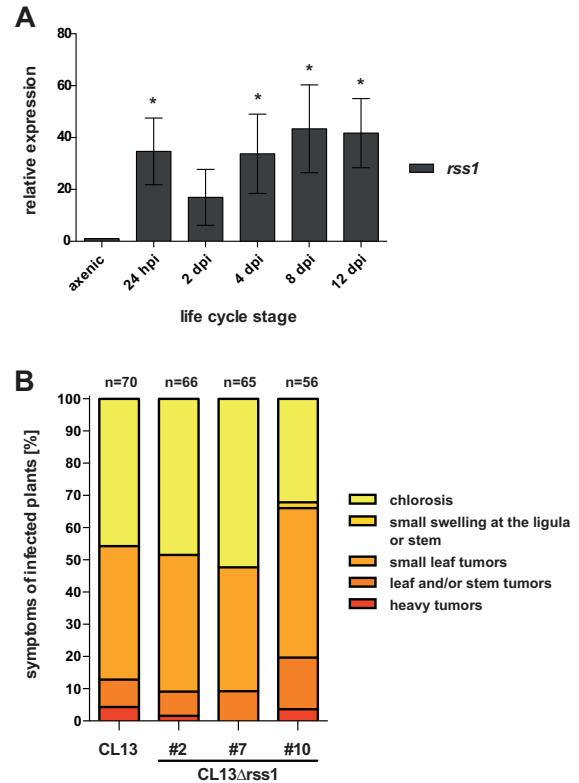 A
80
60
40
20
0
relative expression
*
*
*
*
rss1
axenic
24 hpi
2 dpi
4 dpi
8 dpi
12 dpi
life cycle stage
B
n=70
n=66
n=65
n=56
100
90
80
70
60
50
40
30
20
10
0
symptoms of infected plants [%]
chlorosis
small swelling at the ligula
or stem
small leaf tumors
leaf and/or stem tumors
heavy tumors
CL13
#2
#7
#10
CL13Δrss1